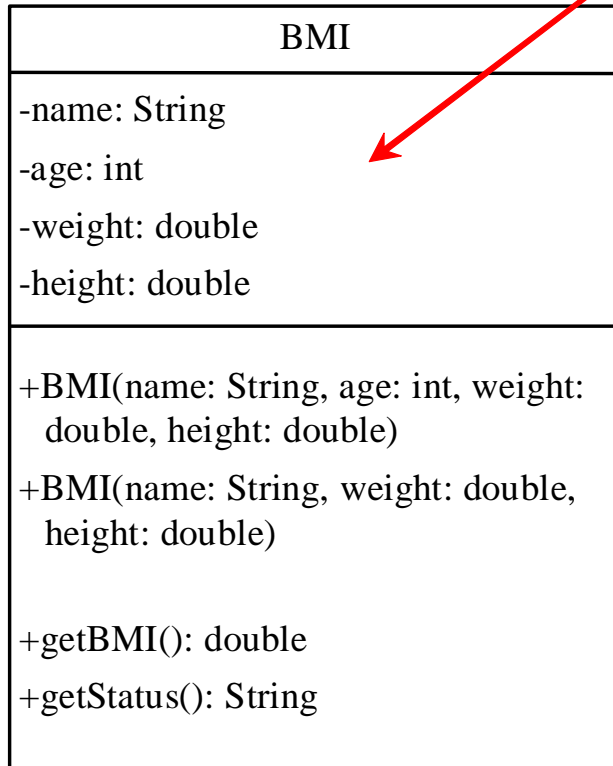 BMI
-name: String
-age: int
-weight: double
-height: double
+BMI(name: String, age: int, weight:
double, height: double)
+BMI(name: String, weight: double,
height: double)
+getBMI(): double
+getStatus(): String